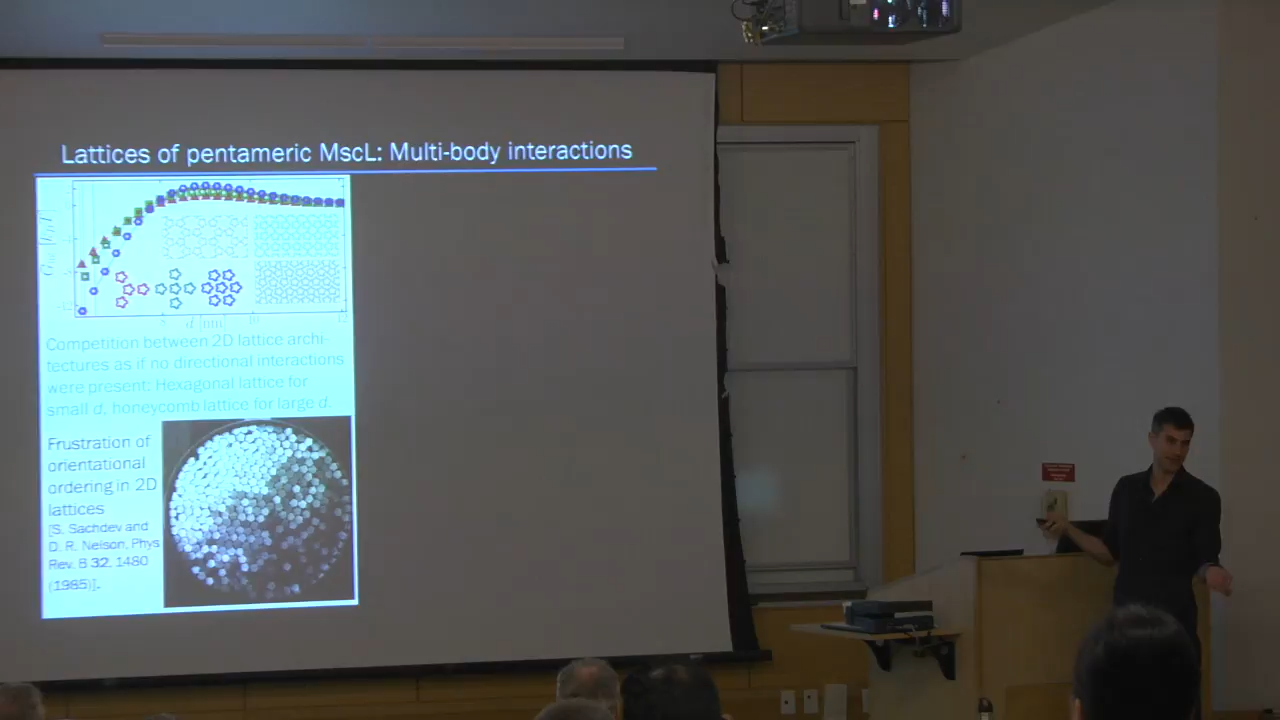 Lattices of pentameric MscL: Multi-body interactions
d [nm]
Competition between 2D lattice archi-
tectures as if no directional interactions
were present: Hexagonal lattice for
small d, honeycomb lattice for large d.
Frustration of
orientational
ordering in 2D
lattices
[S. Sachdev and
D. R. Nelson, Phys.
Rev. B 32, 1480
(1985)].